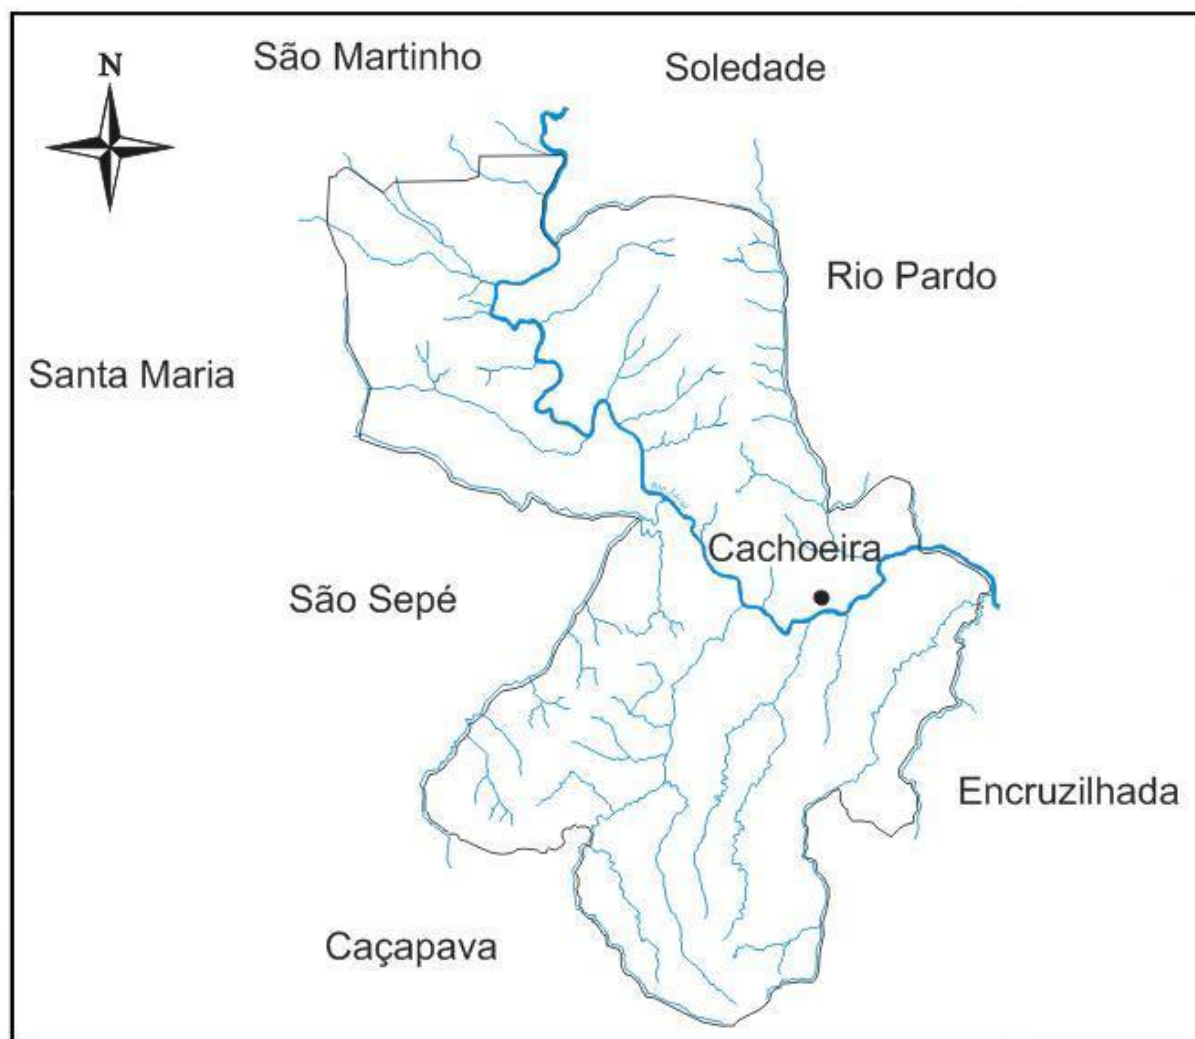 São Martinho
Soledade
N
Rio Pardo
Santa Maria
Cachoeira
São Sepé
Encruzilhada
Caçapava